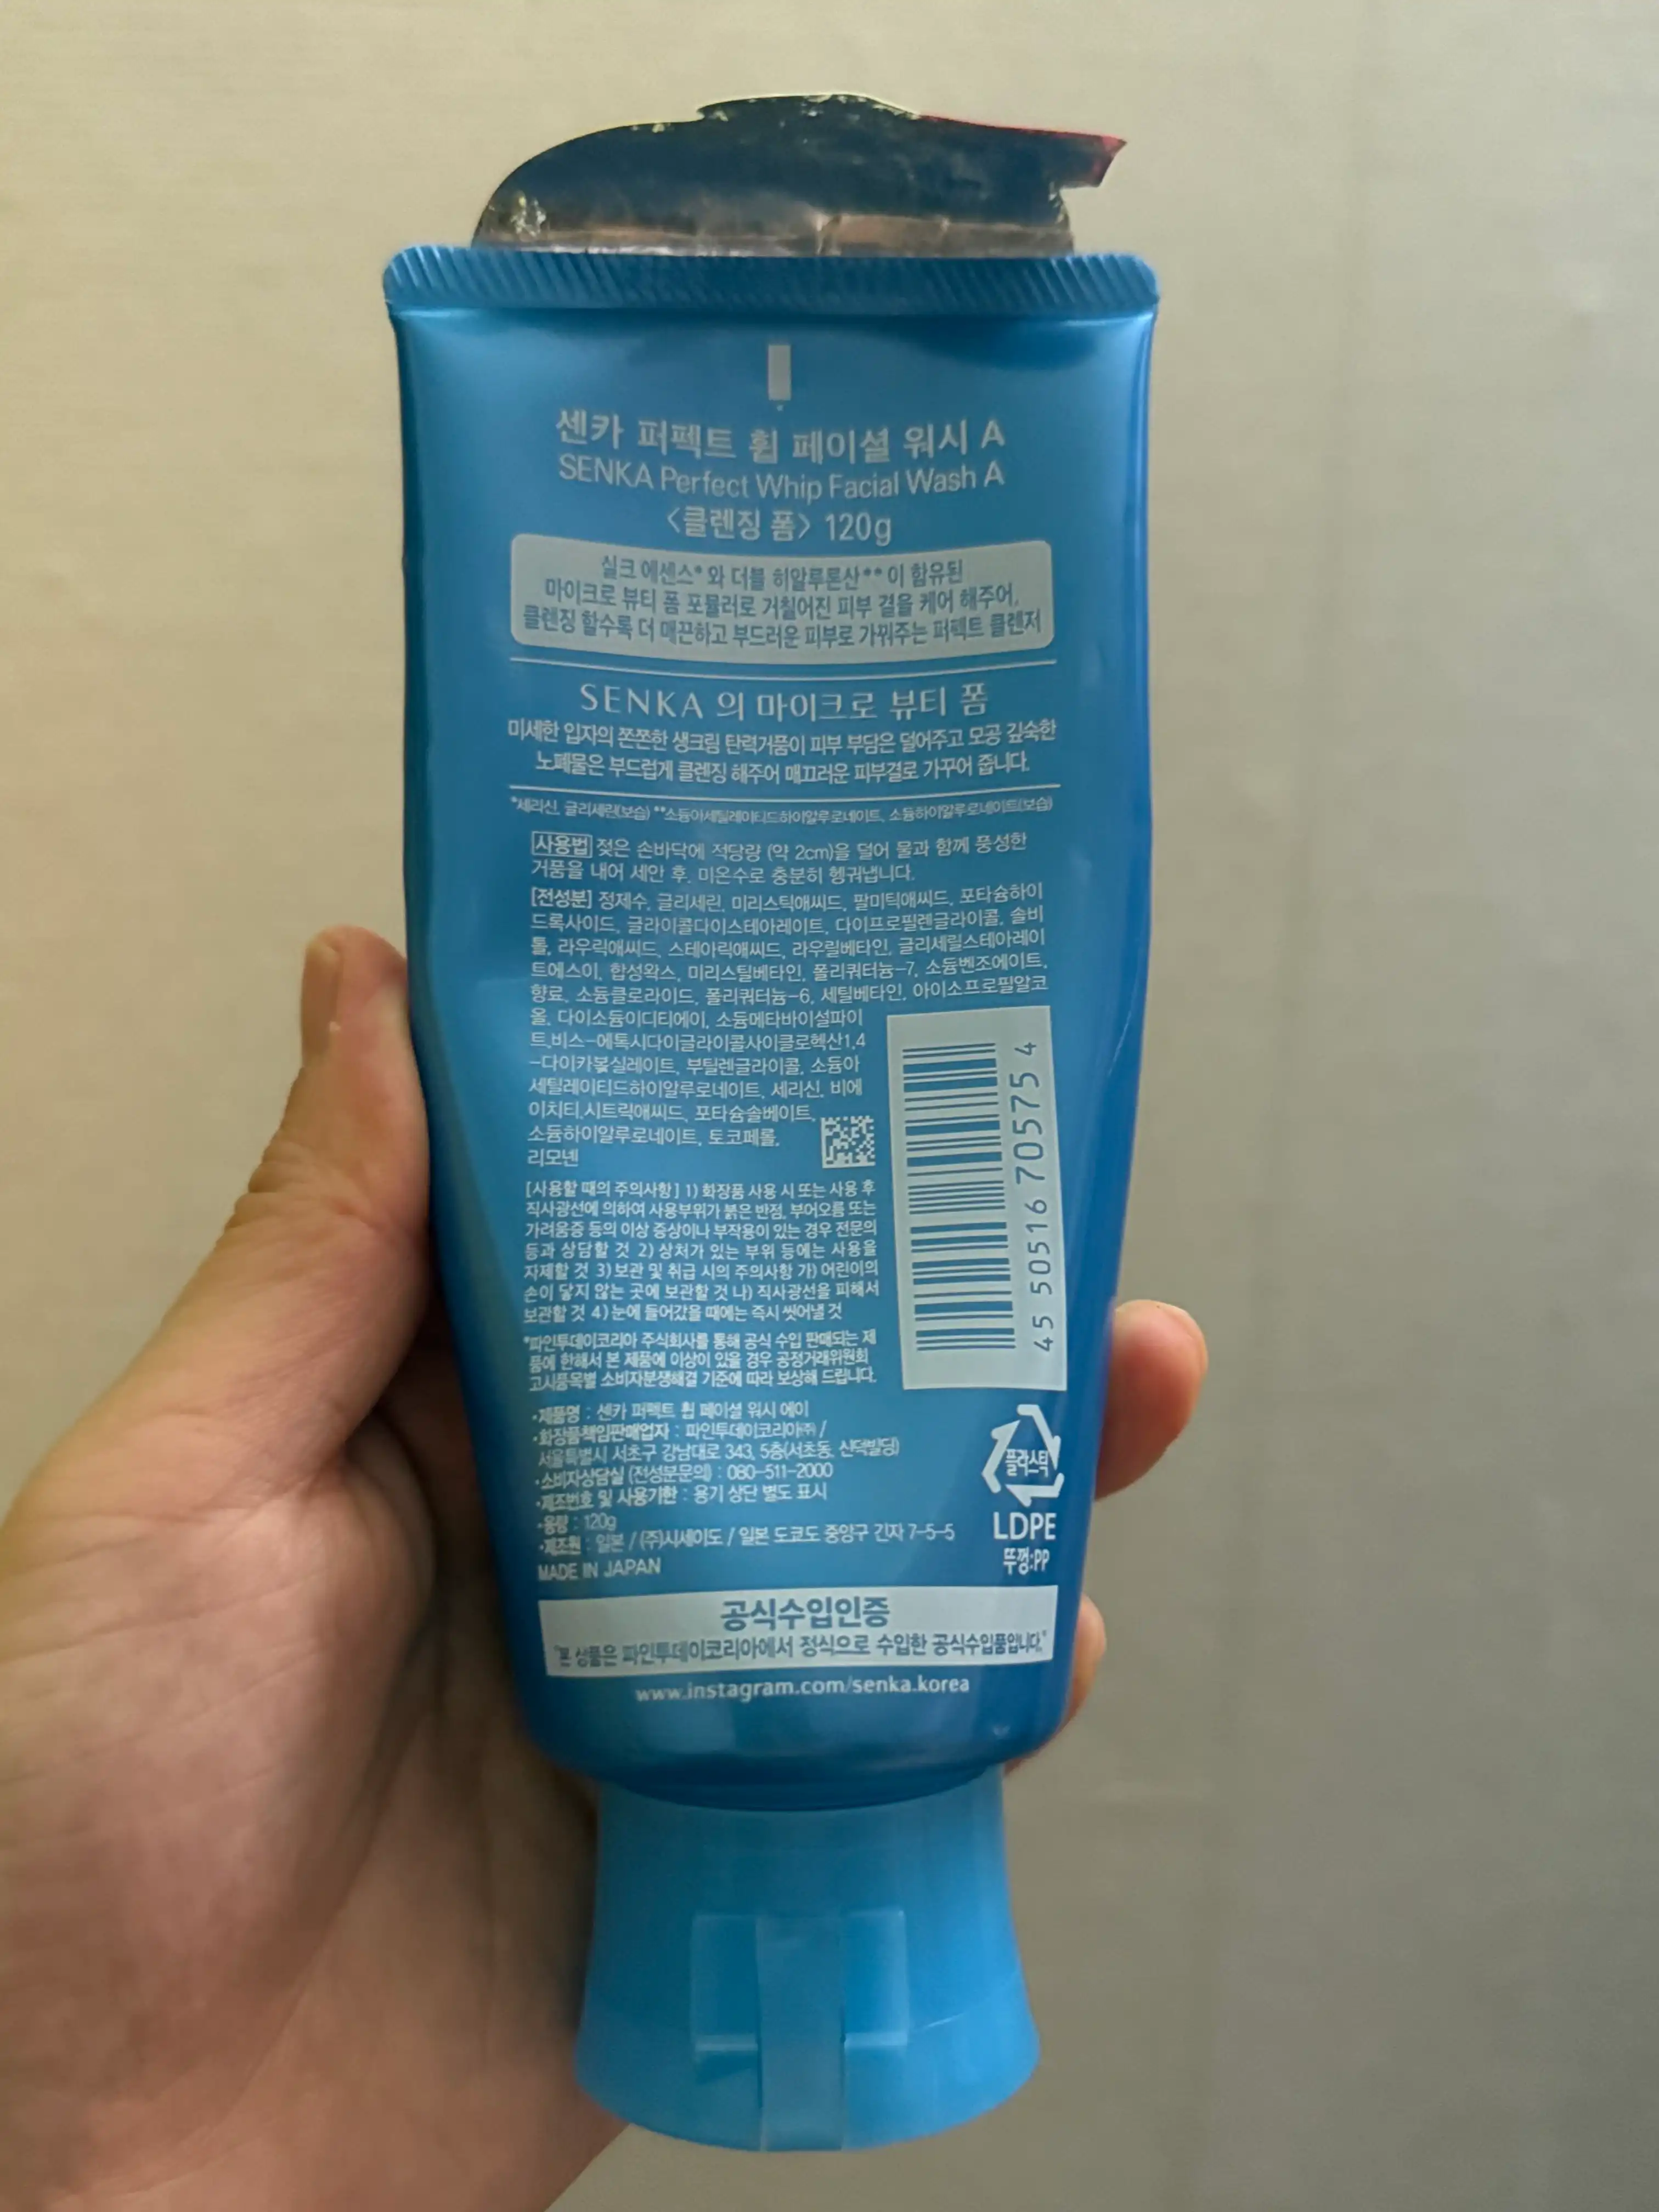 센카 퍼펙트 휩 페이셜 워시 A
SENKA Perfect Whip Facial Wash A
<클렌징 폼> 120g
실크 에센스*와 더블 히알루론산**이 함유된
마이크로 뷰티 폼 포뮬러로 거칠어진 피부 결을 케어 해주어,
클렌징 할수록 더 매끈하고 부드러운 피부로 가꿔주는 퍼펙트 클렌저
SENKA 의 마이크로 뷰티 폼
미세한 입자의 쫀쫀한 생크림 탄력거품이 피부 부담은 덜어주고 모공 깊숙한
노폐물은 부드럽게 클렌징 해주어 매끄러운 피부결로 가꾸어 줍니다.
*세리신, 글리세린(보습) **소듐아세틸레이티드하이알루로네이트, 소듐하이알루로네이트(보습)
사용법 젖은 손바닥에 적당량 (약 2cm)을 덜어 물과 함께 풍성한
거품을 내어 세안 후, 미온수로 충분히 헹궈냅니다.
[전성분] 정제수, 글리세린, 미리스틱애씨드, 팔미틱애씨드, 포타슘하이
드록사이드, 글라이콜다이스테아레이트, 다이프로필렌글라이콜, 솔비
톨, 라우릭애씨드, 스테아릭애씨드, 라우릴베타인, 글리세릴스테아레이
트에스이, 합성왁스, 미리스틸베타인, 폴리쿼터늄-7, 소듐벤조에이트,
향료, 소듐클로라이드, 폴리쿼터늄-6, 세틸베타인, 아이소프로필알코
올, 다이소듐이디티에이, 소듐메타바이설파이
트,비스-에톡시다이글라이콜사이클로헥산1,4
-다이카복실레이트, 부틸렌글라이콜, 소듐아
세틸레이티드하이알루로네이트, 세리신, 비에
이치티,시트릭애씨드, 포타슘솔베이트,
소듐하이알루로네이트, 토코페롤,
리모넨
[사용할 때의 주의사항] 1) 화장품 사용 시 또는 사용 후
직사광선에 의하여 사용부위가 붉은 반점, 부어오름 또는
가려움증 등의 이상 증상이나 부작용이 있는 경우 전문의
등과 상담할 것 2) 상처가 있는 부위 등에는 사용을
자제할 것 3) 보관 및 취급 시의 주의사항 가) 어린이의
손이 닿지 않는 곳에 보관할 것 나) 직사광선을 피해서
보관할 것 4) 눈에 들어갔을 때에는 즉시 씻어낼 것
*파인투데이코리아 주식회사를 통해 공식 수입 판매되는 제
품에 한해서 본 제품에 이상이 있을 경우 공정거래위원회
고시품목별 소비자분쟁해결 기준에 따라 보상해 드립니다.
45 50516 70575 4
·제품명 : 센카 퍼펙트 휩 페이셜 워시 에이
·화장품책임판매업자 : 파인투데이코리아㈜ /
서울특별시 서초구 강남대로 343, 5층(서초동, 신덕빌딩)
·소비자상담실 (전성분문의) : 080-511-2000
·제조번호 및 사용기한 : 용기 상단 별도 표시
·용량 : 120g
·제조원 : 일본 / (주)시세이도 / 일본 도쿄도 중앙구 긴자 7-5-5
MADE IN JAPAN
플라스틱
LDPE
뚜껑:PP
공식수입인증
"본 상품은 파인투데이코리아에서 정식으로 수입한 공식수입품입니다."
www.instagram.com/senka.korea